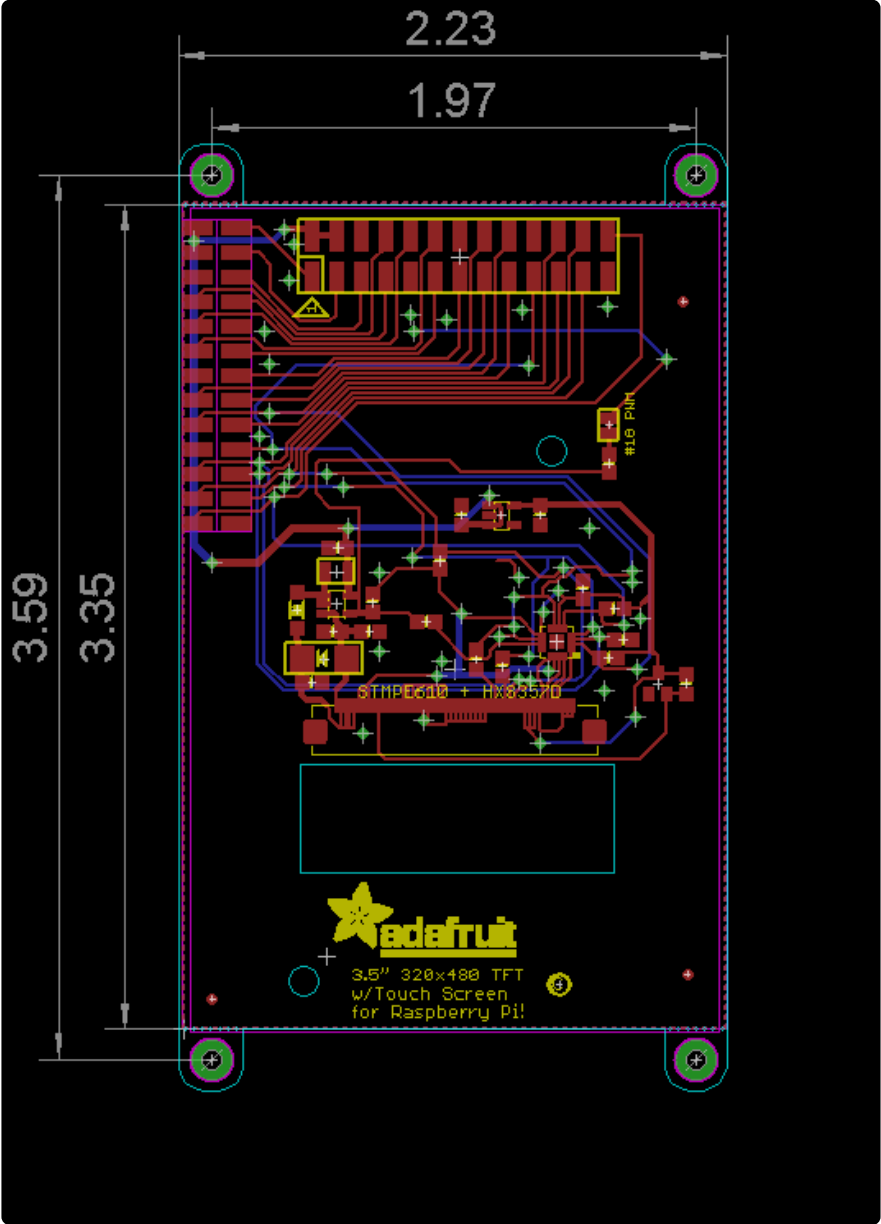 2.23
1.97
#18 PWM
3.59
3.35
STMPE610 + HX8357D
adafruit
3.5" 320x480 TFT
w/Touch Screen
for Raspberry Pi!